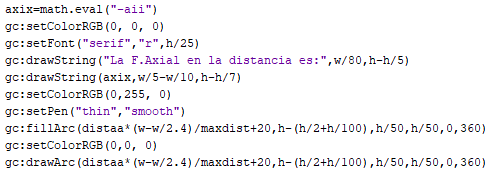 axix=math.eval("-aii")
gc:setColorRGB(0, 0, 0)
gc:setFont("serif","r",h/25)
gc:drawString("La F.Axial en la distancia es:",w/80,h-h/5)
gc:drawString(axix,w/5-w/10,h-h/7)
gc:setColorRGB(0,255, 0)
gc:setPen("thin","smooth")
gc:fillArc(distaa*(w-w/2.4)/maxdist+20,h-(h/2+h/100),h/50,h/50,0,360)
gc:setColorRGB(0,0, 0)
gc:drawArc(distaa*(w-w/2.4)/maxdist+20,h-(h/2+h/100),h/50,h/50,0,360)